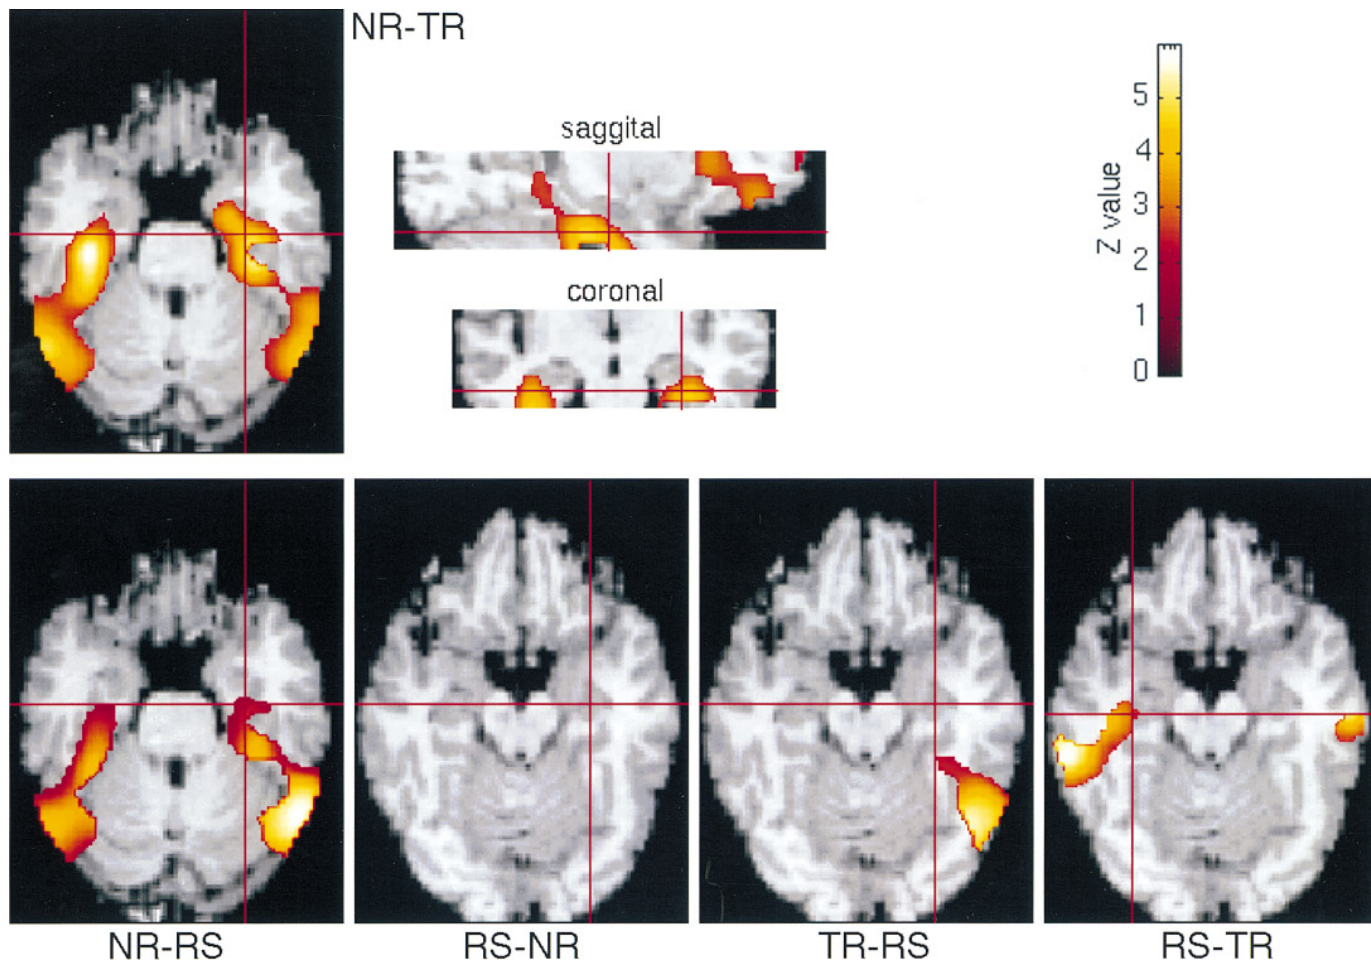 NR-TR
saggital
coronal
5
4
3
2
1
0
Z value
NR-RS
RS-NR
TR-RS
RS-TR